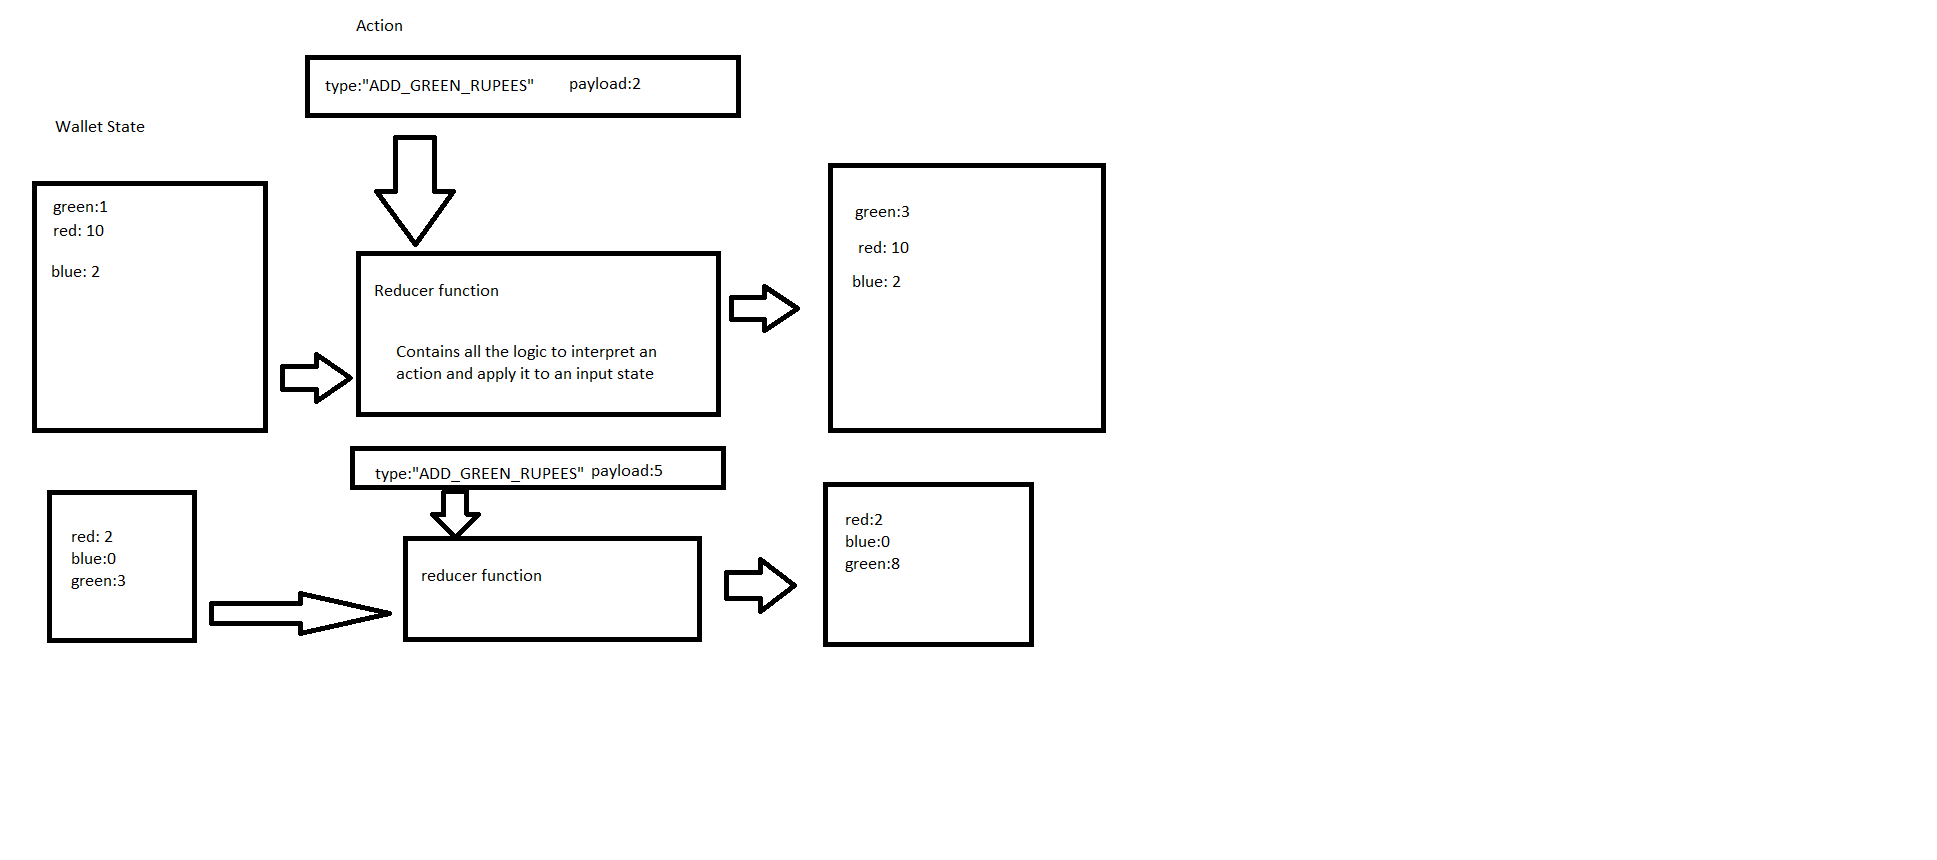 Action
type:"ADD_GREEN_RUPEES" payload:2
Wallet State
green:1
red: 10
blue: 2
Reducer function
Contains all the logic to interpret an
action and apply it to an input state
green:3
red: 10
blue: 2
type:"ADD_GREEN_RUPEES" payload:5
red: 2
blue:0
green:3
reducer function
red:2
blue:0
green:8